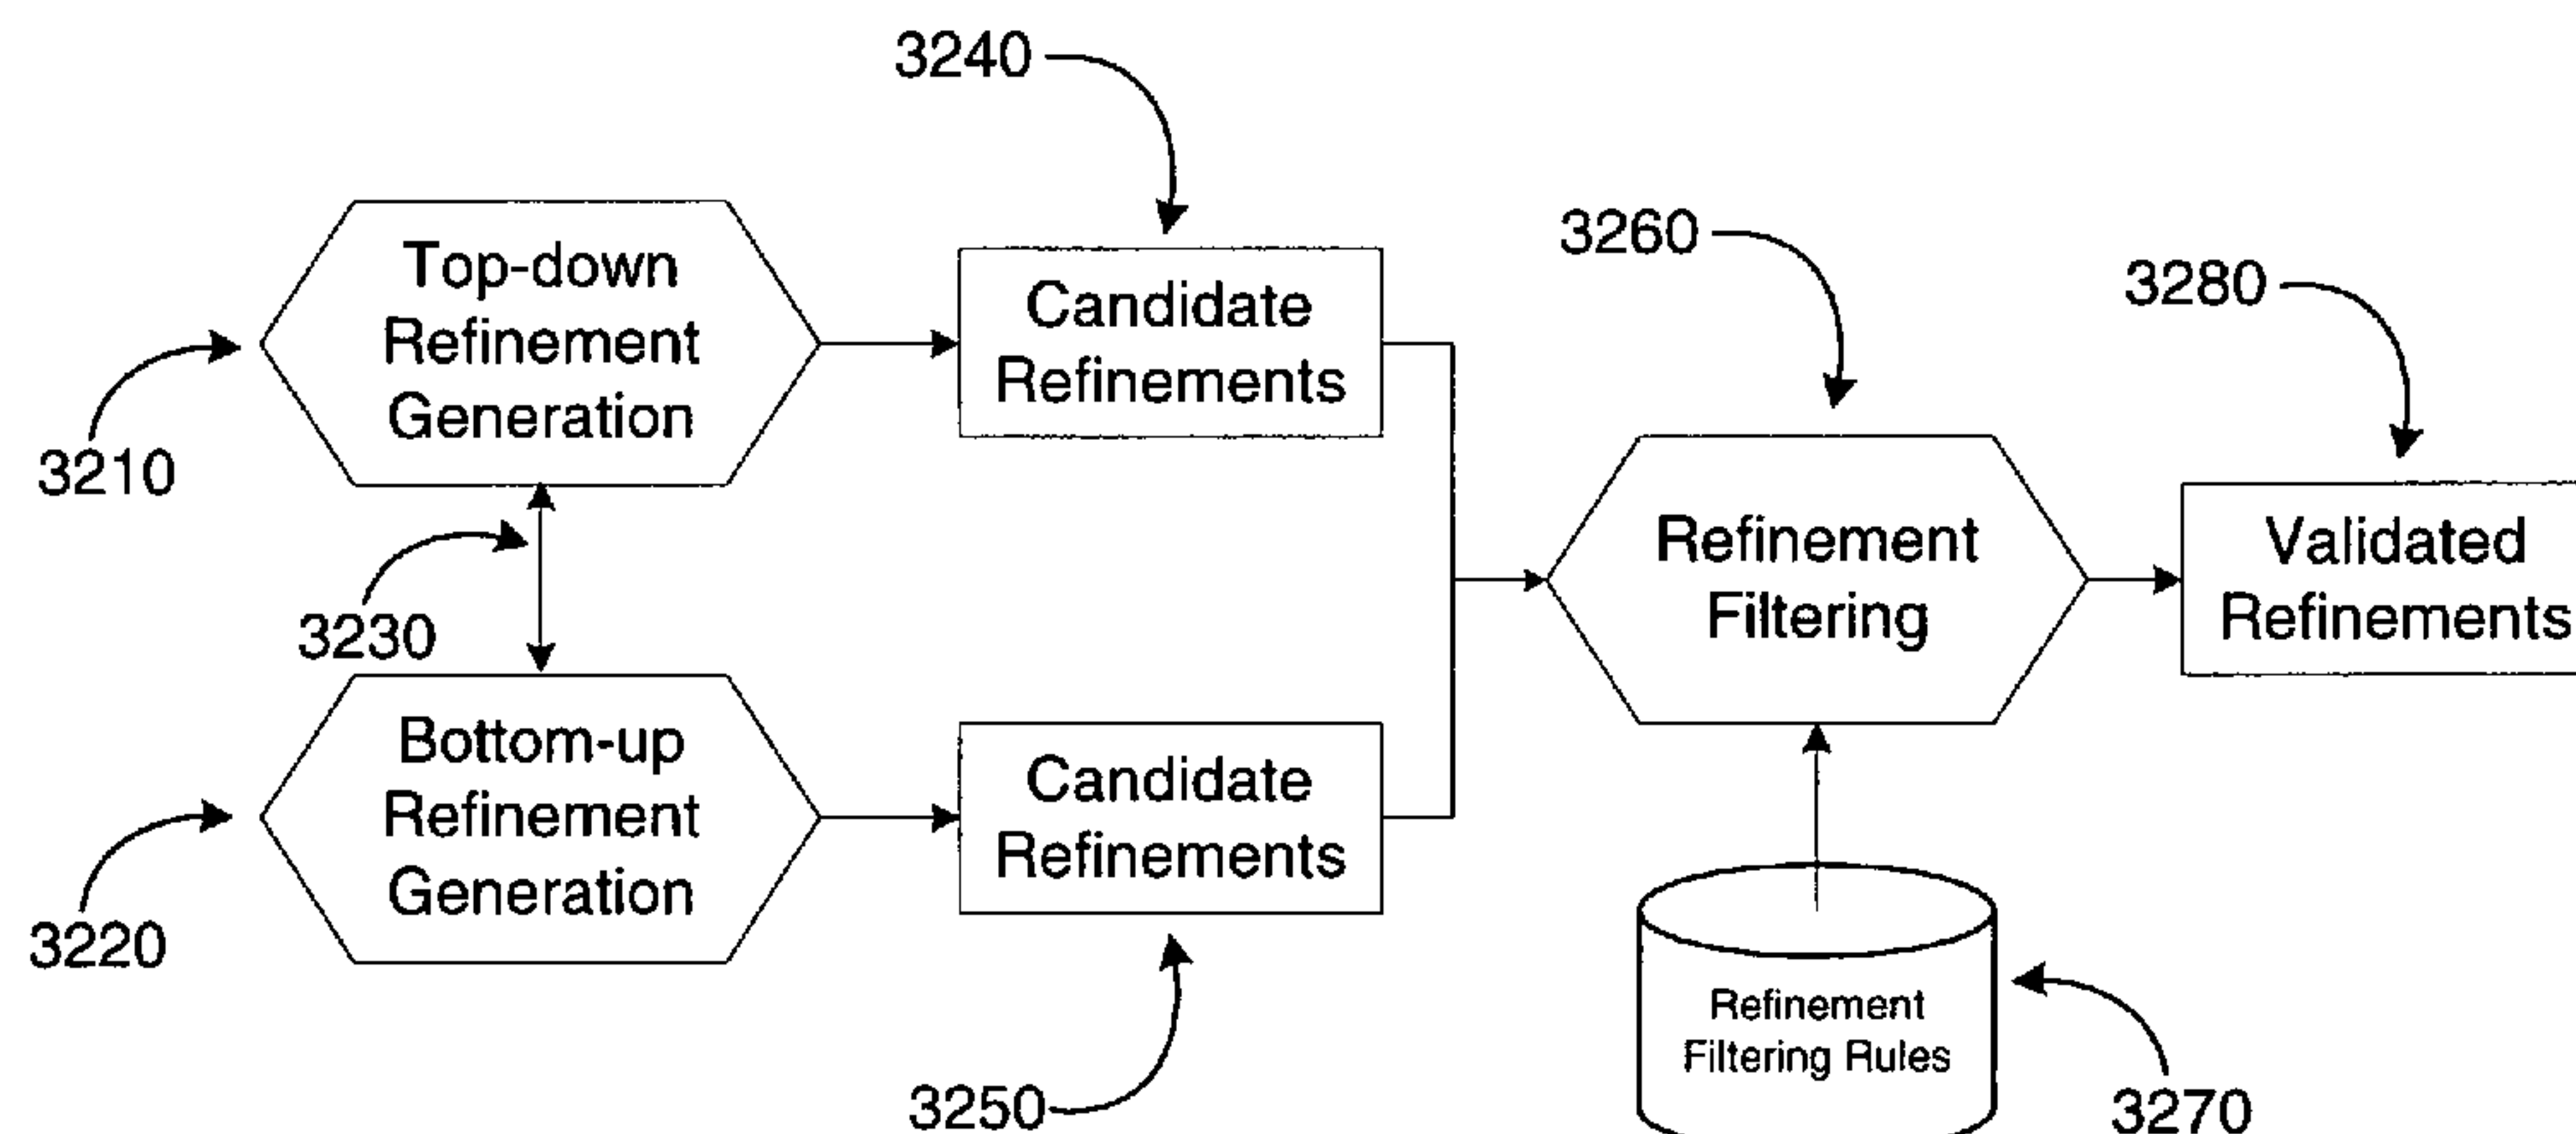 3240
3260
3280
Top-down
Refinement
Generation
Candidate
Refinements
3210
3230
Refinement
Filtering
Validated
Refinements
Bottom-up
Refinement
Generation
Candidate
Refinements
3220
3250
Refinement
Filtering Rules
3270